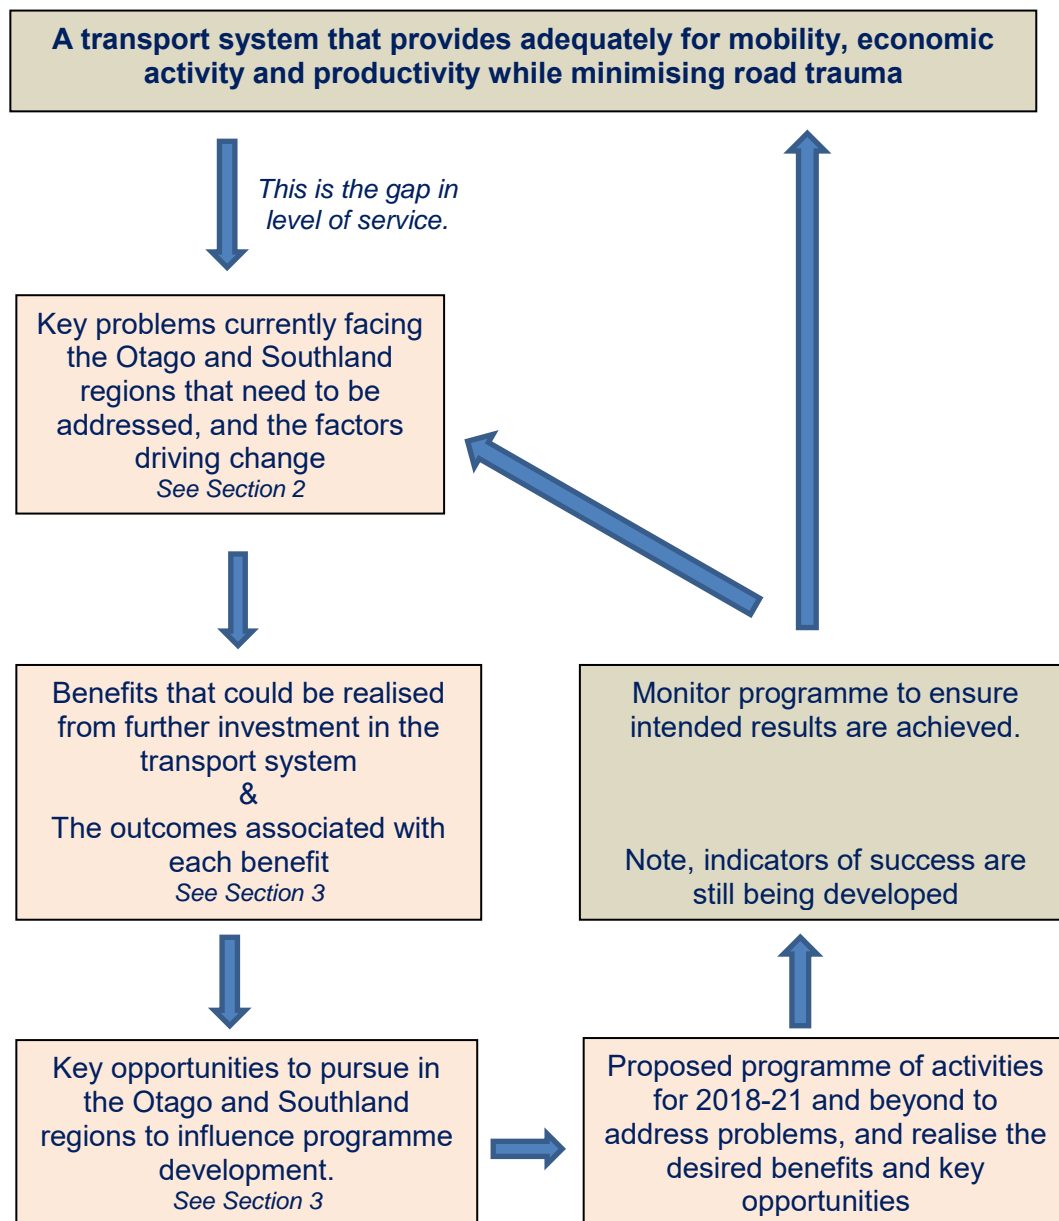 A transport system that provides adequately for mobility, economic
activity and productivity while minimising road trauma
This is the gap in
level of service.
Key problems currently facing
the Otago and Southland
regions that need to be
addressed, and the factors
driving change
See Section 2
Benefits that could be realised
from further investment in the
transport system
&
The outcomes associated with
each benefit
See Section 3
Key opportunities to pursue in
the Otago and Southland
regions to influence programme
development.
See Section 3
Proposed programme of activities
for 2018-21 and beyond to
address problems, and realise the
desired benefits and key
opportunities
Monitor programme to ensure
intended results are achieved.
Note, indicators of success are
still being developed